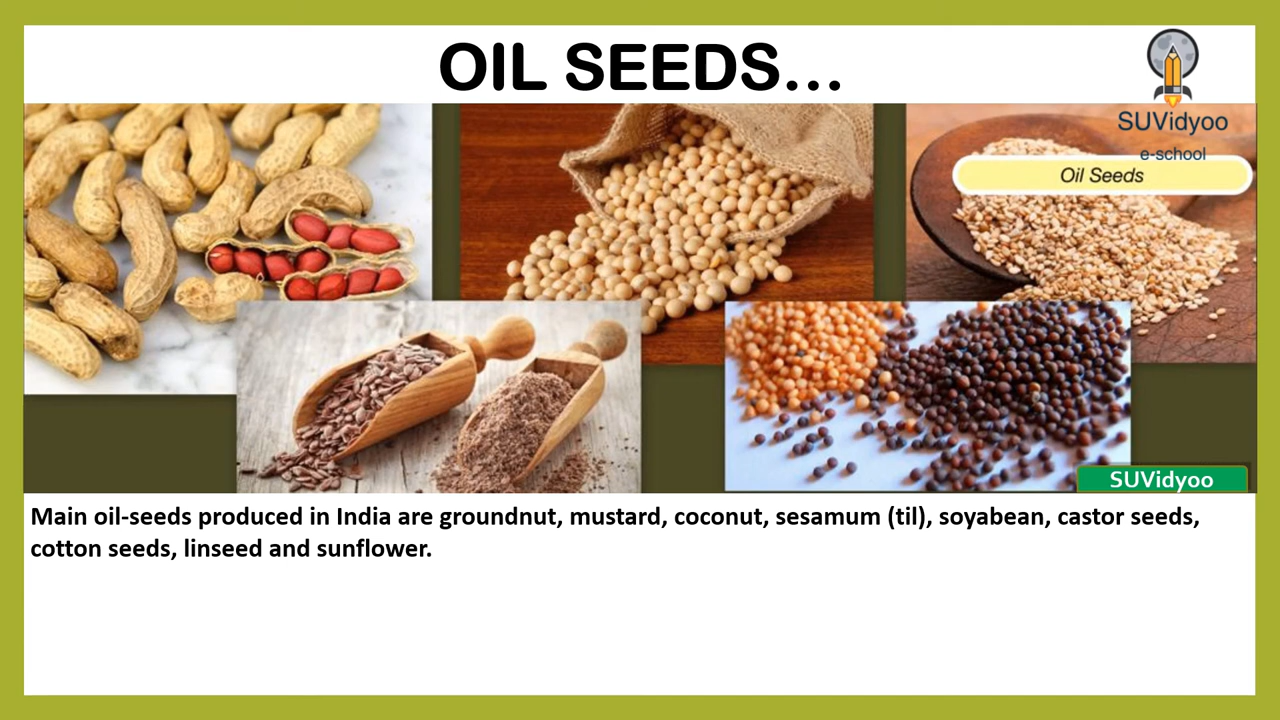 OIL SEEDS...
SUVidyoo
e-school
Oil Seeds
SUVidyoo
Main oil-seeds produced in India are groundnut, mustard, coconut, sesamum (til), soyabean, castor seeds,
cotton seeds, linseed and sunflower.